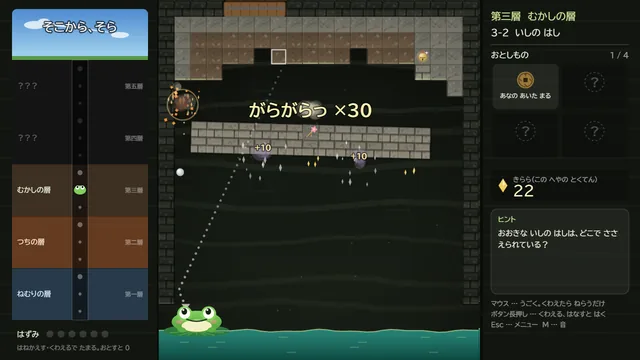 そこから、そら
？？？
第五層
？？？
第四層
むかしの層
第三層
つちの層
第二層
ねむりの層
第一層
はずみ
はねかえす・くわえるで たまる。おとすと 0
がらがらっ ×30
+10
+10
第三層 むかしの層
3-2 いしの はし
おとしもの
1 / 4
あなの あいた まる
?
?
?
きらら(この へやの とくてん)
22
ヒント
おおきな いしの はしは、どこで ささえられている？
マウス … うごく。くわえたら ねらうだけ
ボタン長押し … くわえる、はなすと はく
Esc … メニュー　M … 音